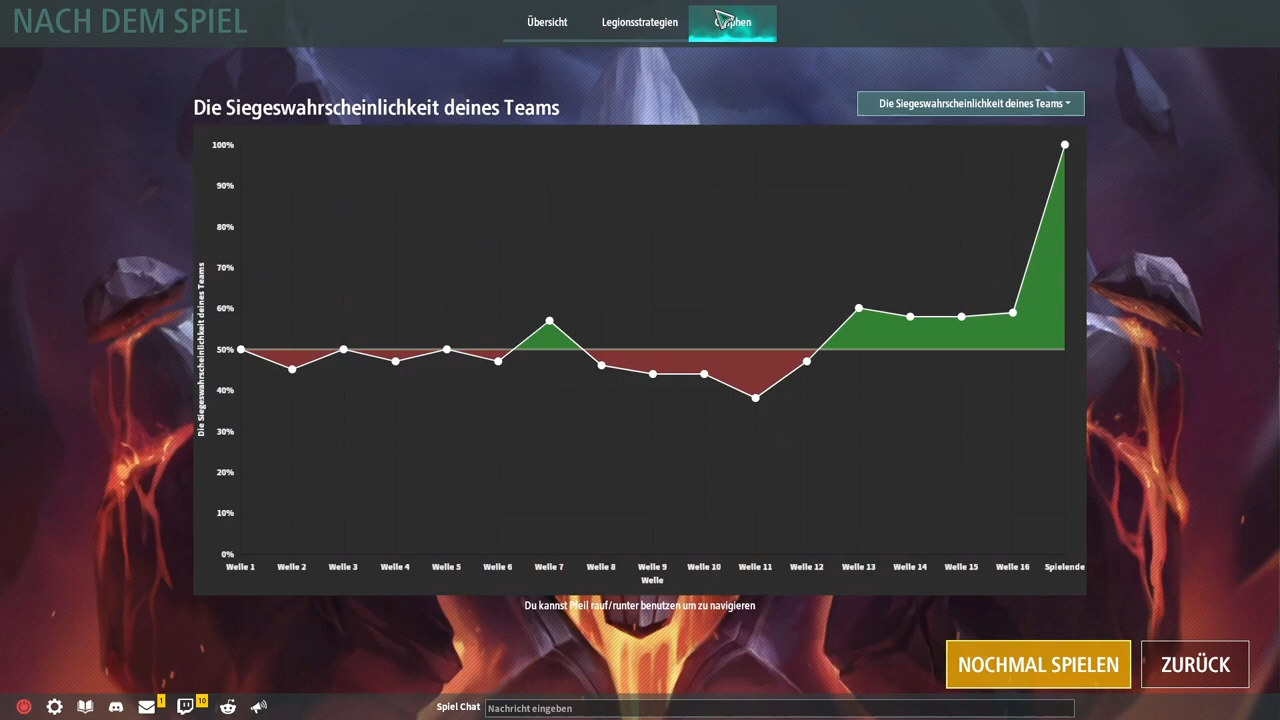 NACH DEM SPIEL
Übersicht
Legionsstrategien
Die Siegeswahrscheinlichkeit deines Teams
Die Siegeswahrscheinlichkeit deines Teams
100%
90%
80%
70%
60%
50%
40%
30%
20%
10%
0%
Die Siegeswahrscheinlichkeit deines Teams
Welle 1 Welle 2 Welle 3 Welle 4 Welle 5 Welle 6 Welle 7 Welle 8 Welle 9 Welle 10 Welle 11 Welle 12 Welle 13 Welle 14 Welle 15 Welle 16 Spielende
Welle
Du kannst Pfeil rauf/runter benutzen um zu navigieren
NOCHMAL SPIELEN
ZURÜCK
1
10
Spiel Chat
Nachricht eingeben